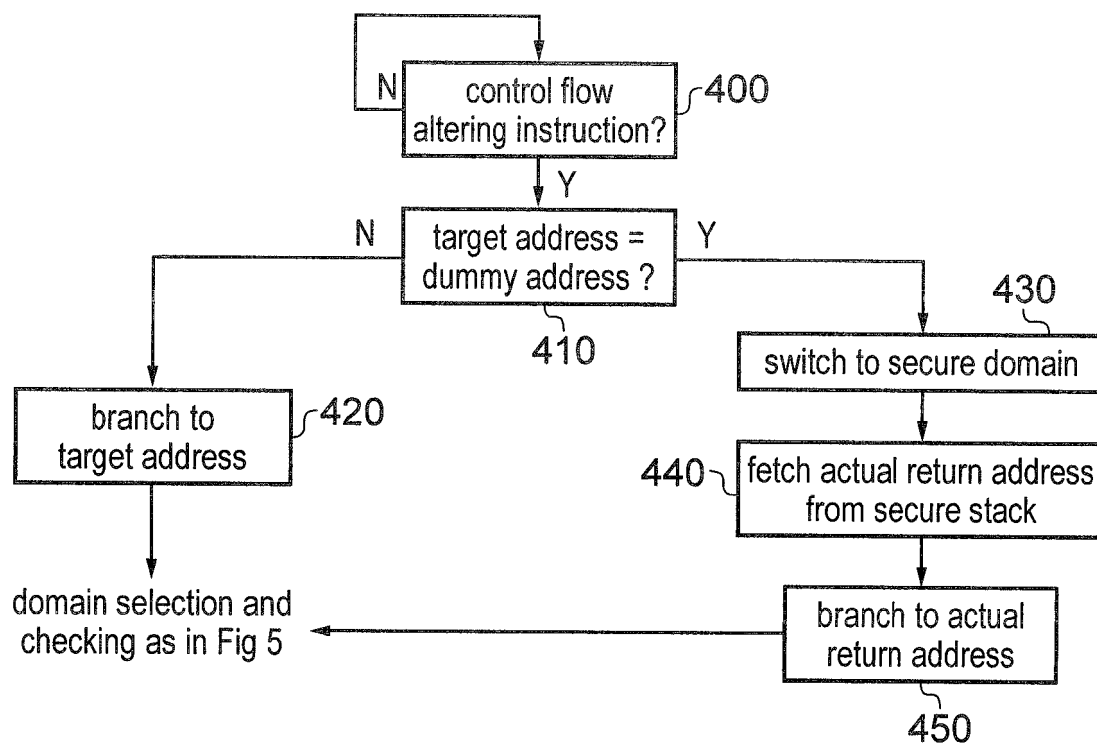 N
control flow
altering instruction?
400
Y
N
target address =
dummy address ?
Y
410
430
switch to secure domain
branch to
target address
420
440
fetch actual return address
from secure stack
domain selection and
checking as in Fig 5
branch to actual
return address
450